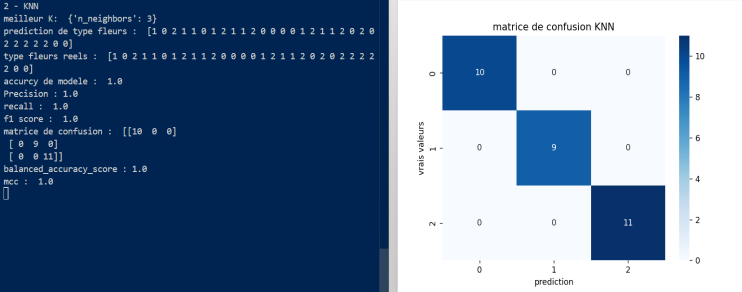 2 - KNN
meilleur K:  {'n_neighbors': 3}
prediction de type fleurs :  [1 0 2 1 1 0 1 2 1 1 2 0 0 0 0 1 2 1 1 2 0 2 0
2 2 2 2 2 0 0]
type fleurs reels :  [1 0 2 1 1 0 1 2 1 1 2 0 0 0 0 1 2 1 1 2 0 2 0 2 2 2 2
2 0 0]
accurcy de modele :  1.0
Precision : 1.0
recall :  1.0
f1 score :  1.0
matrice de confusion :  [[10  0  0]
[ 0  9  0]
[ 0  0 11]]
balanced_accuracy_score : 1.0
mcc :  1.0
matrice de confusion KNN
vrais valeurs
0
1
2
10 0 0
0 9 0
0 0 11
0 1 2
prediction
10
8
6
4
2
0